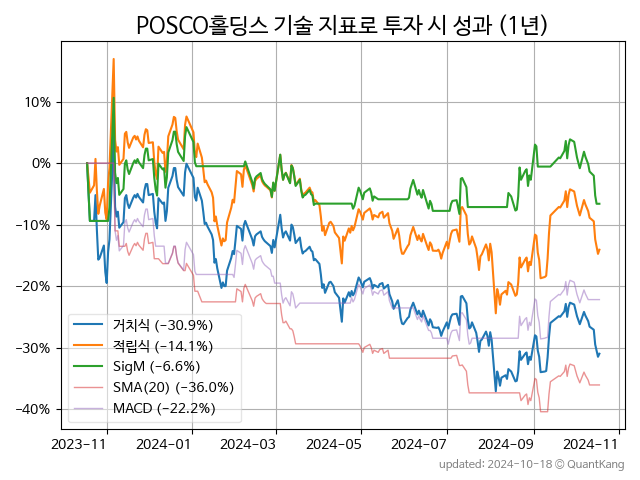 POSCO홀딩스 기술 지표로 투자 시 성과 (1년)
10%
0%
−10%
−20%
−30%
−40%
거치식 (−30.9%)
적립식 (−14.1%)
SigM (−6.6%)
SMA(20) (−36.0%)
MACD (−22.2%)
2023-11 2024-01 2024-03 2024-05 2024-07 2024-09 2024-11
updated: 2024-10-18 © QuantKang